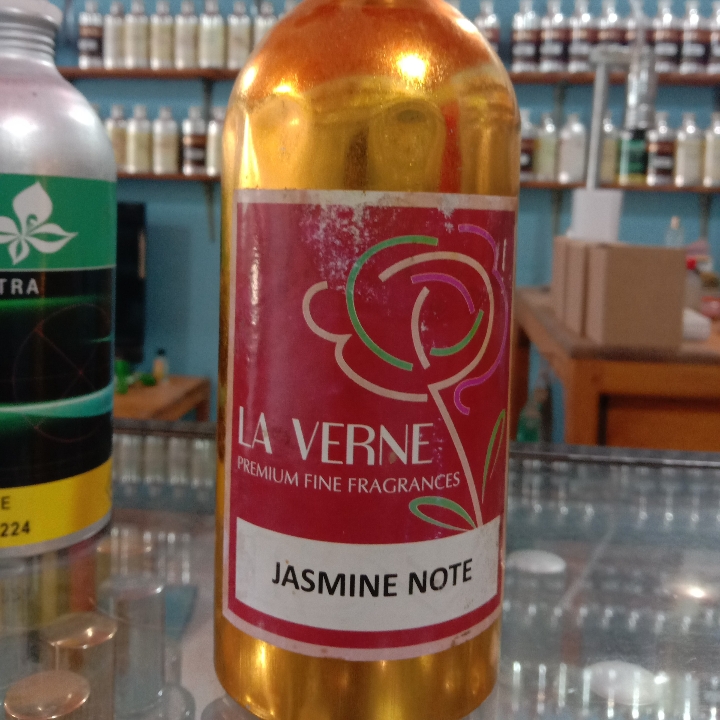 TRA
E
224
LA VERNE
PREMIUM FINE FRAGRANCES
JASMINE NOTE